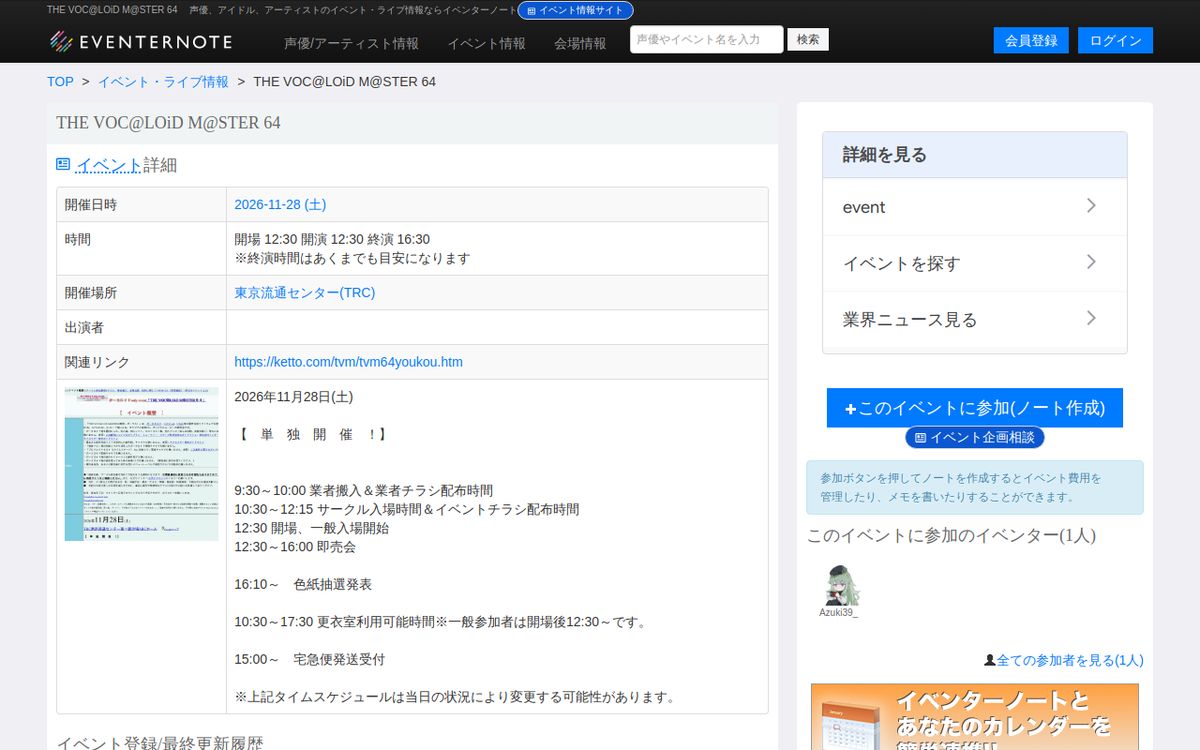 THE VOC@LOiD M@STER 64 声優、アイドル、アーティストのイベント・ライブ情報ならイベンターノート
イベント情報サイト
EVENTERNOTE
声優/アーティスト情報 イベント情報 会場情報
声優やイベント名を入力
検索
会員登録
ログイン
TOP > イベント・ライブ情報 > THE VOC@LOiD M@STER 64
THE VOC@LOiD M@STER 64
イベント詳細
開催日時 2026-11-28 (土)
時間 開場 12:30 開演 12:30 終演 16:30
※終演時間はあくまでも目安になります
開催場所 東京流通センター(TRC)
出演者
関連リンク https://ketto.com/tvm/tvm64youkou.htm
2026年11月28日(土)
【 単 独 開 催 ！】
9:30～10:00 業者搬入＆業者チラシ配布時間
10:30～12:15 サークル入場時間＆イベントチラシ配布時間
12:30 開場、一般入場開始
12:30～16:00 即売会
16:10～ 色紙抽選発表
10:30～17:30 更衣室利用可能時間※一般参加者は開場後12:30～です。
15:00～ 宅急便発送受付
※上記タイムスケジュールは当日の状況により変更する可能性があります。
イベント登録/最終更新履歴
詳細を見る
event
イベントを探す
業界ニュース見る
+このイベントに参加(ノート作成)
イベント企画相談
参加ボタンを押してノートを作成するとイベント費用を
管理したり、メモを書いたりすることができます。
このイベントに参加のイベンター(1人)
Azuki39_
全ての参加者を見る(1人)
イベンターノートと
あなたのカレンダーを